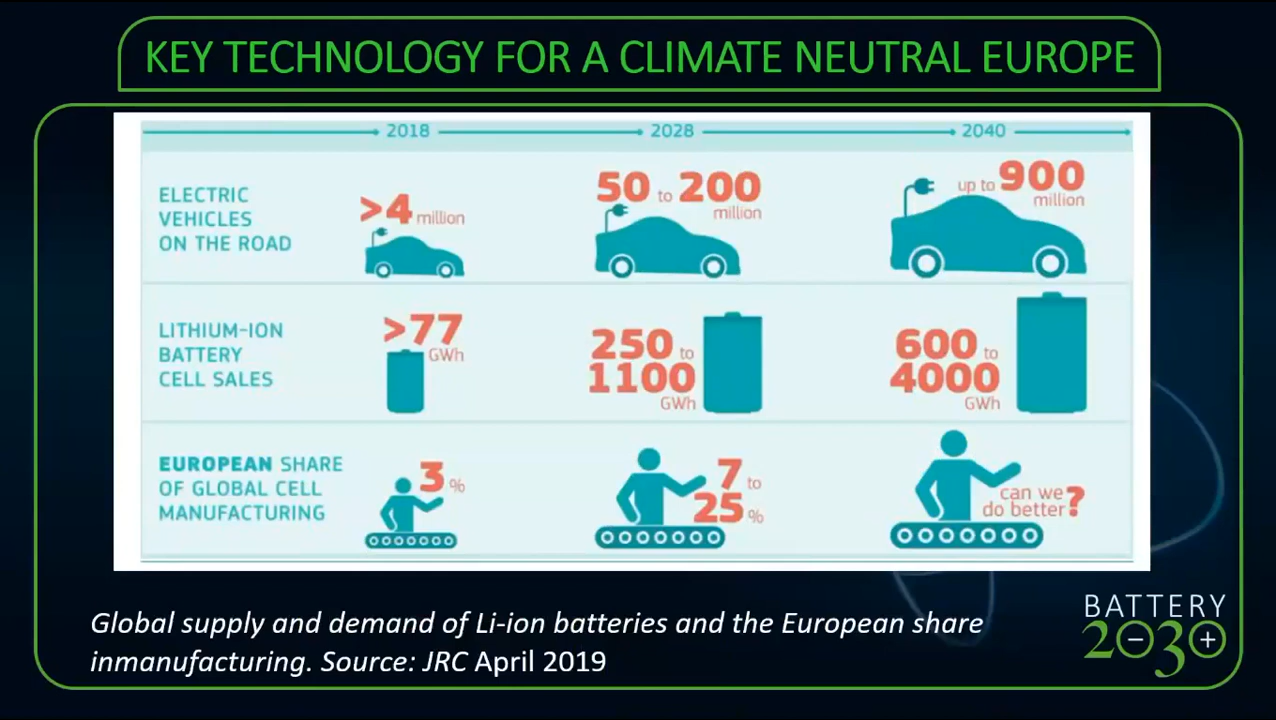 KEY TECHNOLOGY FOR A CLIMATE NEUTRAL EUROPE
2018 2028 2040
ELECTRIC
VEHICLES
ON THE ROAD
>4 million
50 to 200
million
up to 900
million
LITHIUM-ION
BATTERY
CELL SALES
>77
GWh
250 to
1100
GWh
600 to
4000
GWh
EUROPEAN SHARE
OF GLOBAL CELL
MANUFACTURING
3 %
7 to
25 %
can we
do better?
Global supply and demand of Li-ion batteries and the European share
inmanufacturing. Source: JRC April 2019
BATTERY
2030